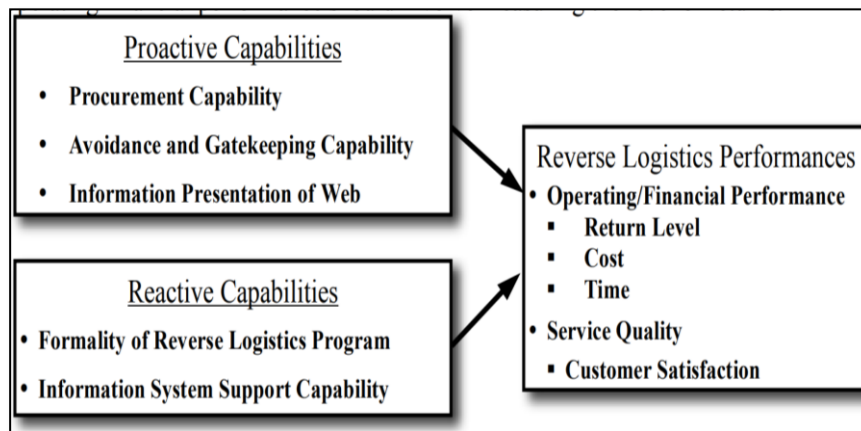 Proactive Capabilities
• Procurement Capability
• Avoidance and Gatekeeping Capability
• Information Presentation of Web
Reactive Capabilities
• Formality of Reverse Logistics Program
• Information System Support Capability
Reverse Logistics Performances
• Operating/Financial Performance
▪ Return Level
▪ Cost
▪ Time
• Service Quality
▪ Customer Satisfaction